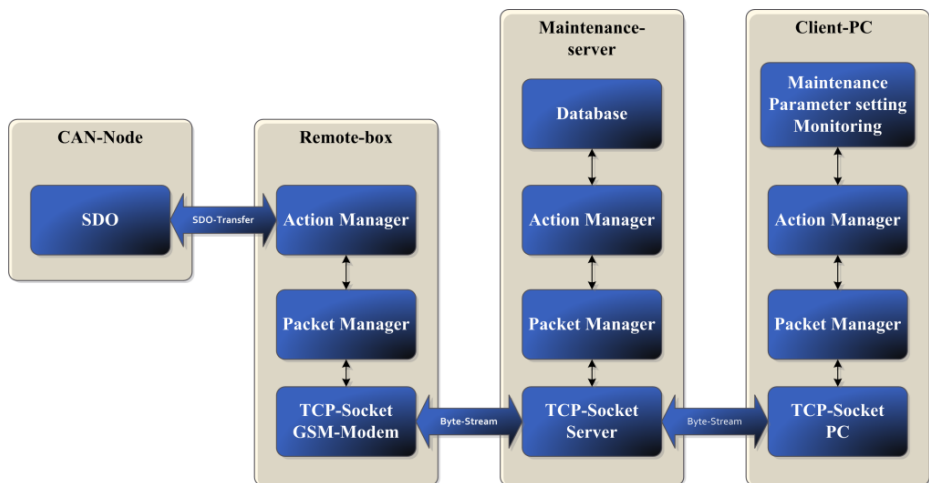 CAN-Node
SDO
SDO-Transfer
Remote-box
Action Manager
Packet Manager
TCP-Socket
GSM-Modem
Byte-Stream
Maintenance-
server
Database
Action Manager
Packet Manager
TCP-Socket
Server
Byte-Stream
Client-PC
Maintenance
Parameter setting
Monitoring
Action Manager
Packet Manager
TCP-Socket
PC